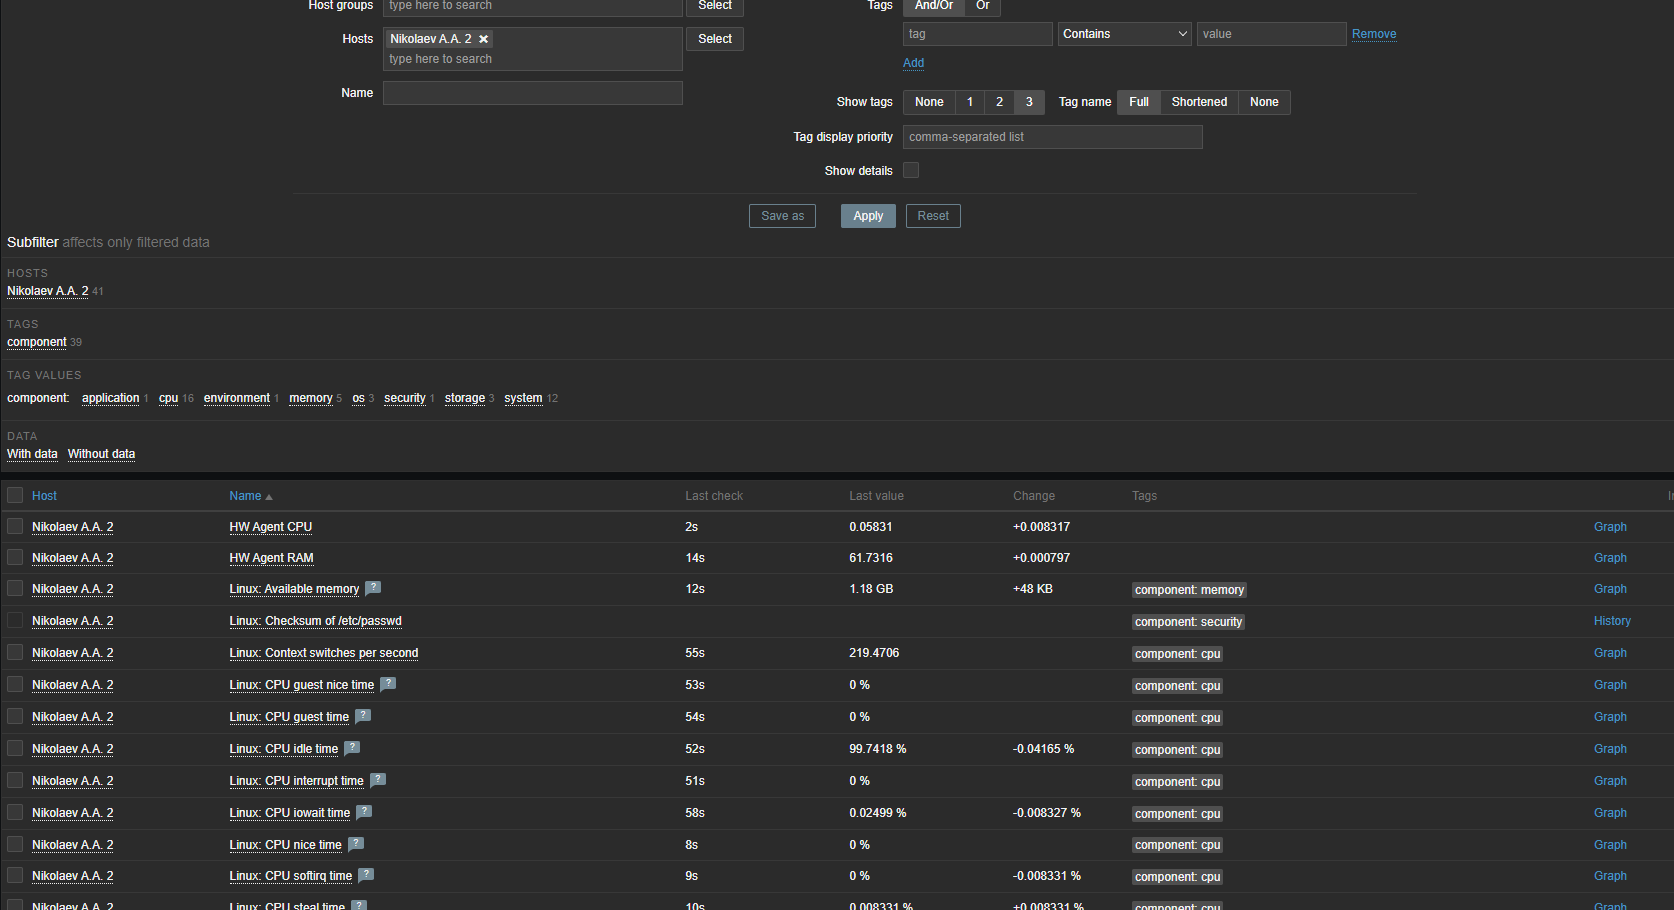 Host groups type here to search Select Tags And/Or Or
Hosts Nikolaev A.A. 2 Select tag Contains value Remove
type here to search
Add
Name
Show tags None 1 2 3 Tag name Full Shortened None
Tag display priority comma-separated list
Show details
Save as Apply Reset
Subfilter affects only filtered data
HOSTS
Nikolaev A.A. 2 41
TAGS
component 39
TAG VALUES
component: application 1 cpu 16 environment 1 memory 5 os 3 security 1 storage 3 system 12
DATA
With data Without data
Host Name Last check Last value Change Tags
Nikolaev A.A. 2 HW Agent CPU 2s 0.05831 +0.008317 Graph
Nikolaev A.A. 2 HW Agent RAM 14s 61.7316 +0.000797 Graph
Nikolaev A.A. 2 Linux: Available memory ? 12s 1.18 GB +48 KB component: memory Graph
Nikolaev A.A. 2 Linux: Checksum of /etc/passwd component: security History
Nikolaev A.A. 2 Linux: Context switches per second 55s 219.4706 component: cpu Graph
Nikolaev A.A. 2 Linux: CPU guest nice time ? 53s 0 % component: cpu Graph
Nikolaev A.A. 2 Linux: CPU guest time ? 54s 0 % component: cpu Graph
Nikolaev A.A. 2 Linux: CPU idle time ? 52s 99.7418 % -0.04165 % component: cpu Graph
Nikolaev A.A. 2 Linux: CPU interrupt time ? 51s 0 % component: cpu Graph
Nikolaev A.A. 2 Linux: CPU iowait time ? 58s 0.02499 % -0.008327 % component: cpu Graph
Nikolaev A.A. 2 Linux: CPU nice time ? 8s 0 % component: cpu Graph
Nikolaev A.A. 2 Linux: CPU softirq time ? 9s 0 % -0.008331 % component: cpu Graph
Nikolaev A.A. 2 Linux: CPU steal time ? 10s 0.008331 % +0.008331 % component: cpu Graph